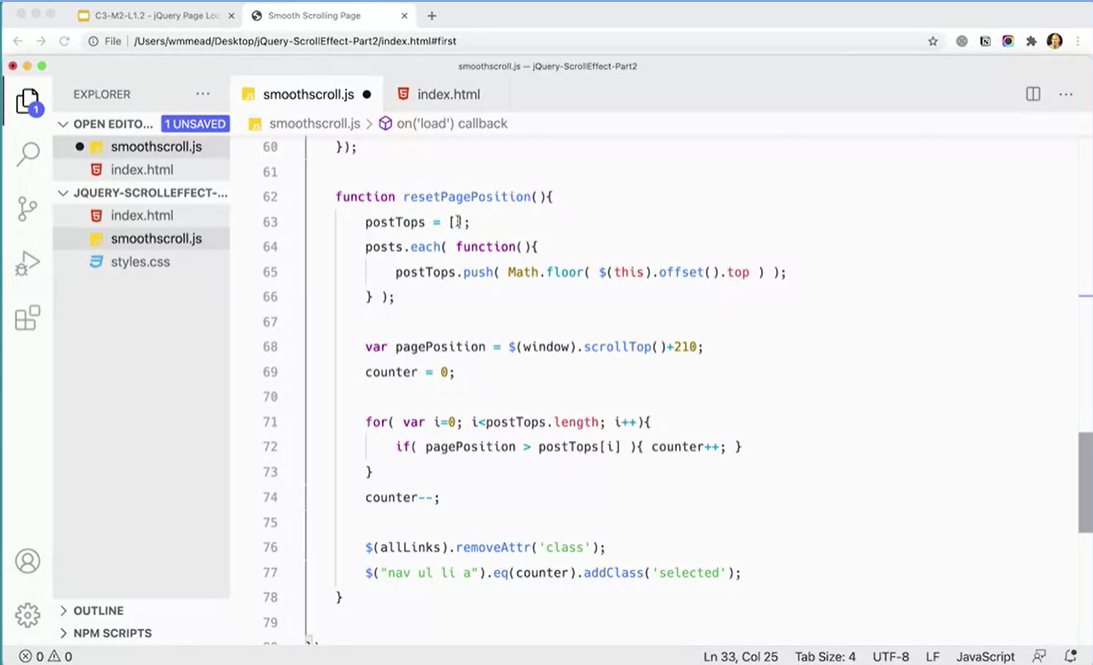 C3-M2-L1.2 - jQuery Page Loc
Smooth Scrolling Page
File
/Users/wmmead/Desktop/jQuery-ScrollEffect-Part2/index.html#first
smoothscroll.js — jQuery-ScrollEffect-Part2
EXPLORER
smoothscroll.js
index.html
1
OPEN EDITO...
1 UNSAVED
smoothscroll.js > on('load') callback
smoothscroll.js
index.html
JQUERY-SCROLLEFFECT-...
index.html
smoothscroll.js
styles.css
60 });
61
62 function resetPagePosition(){
63 postTops = [];
64 posts.each( function(){
65 postTops.push( Math.floor( $(this).offset().top ) );
66 } );
67
68 var pagePosition = $(window).scrollTop()+210;
69 counter = 0;
70
71 for( var i=0; i<postTops.length; i++){
72 if( pagePosition > postTops[i] ){ counter++; }
73 }
74 counter--;
75
76 $(allLinks).removeAttr('class');
77 $("nav ul li a").eq(counter).addClass('selected');
78 }
79
OUTLINE
NPM SCRIPTS
0 0
Ln 33, Col 25
Tab Size: 4
UTF-8
LF
JavaScript